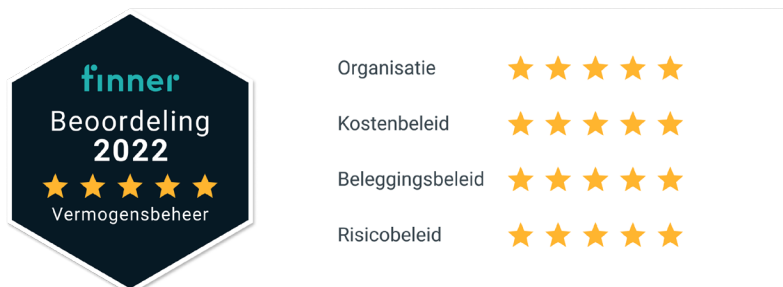 finner
Beoordeling
2022
Vermogensbeheer
Organisatie
Kostenbeleid
Beleggingsbeleid
Risicobeleid